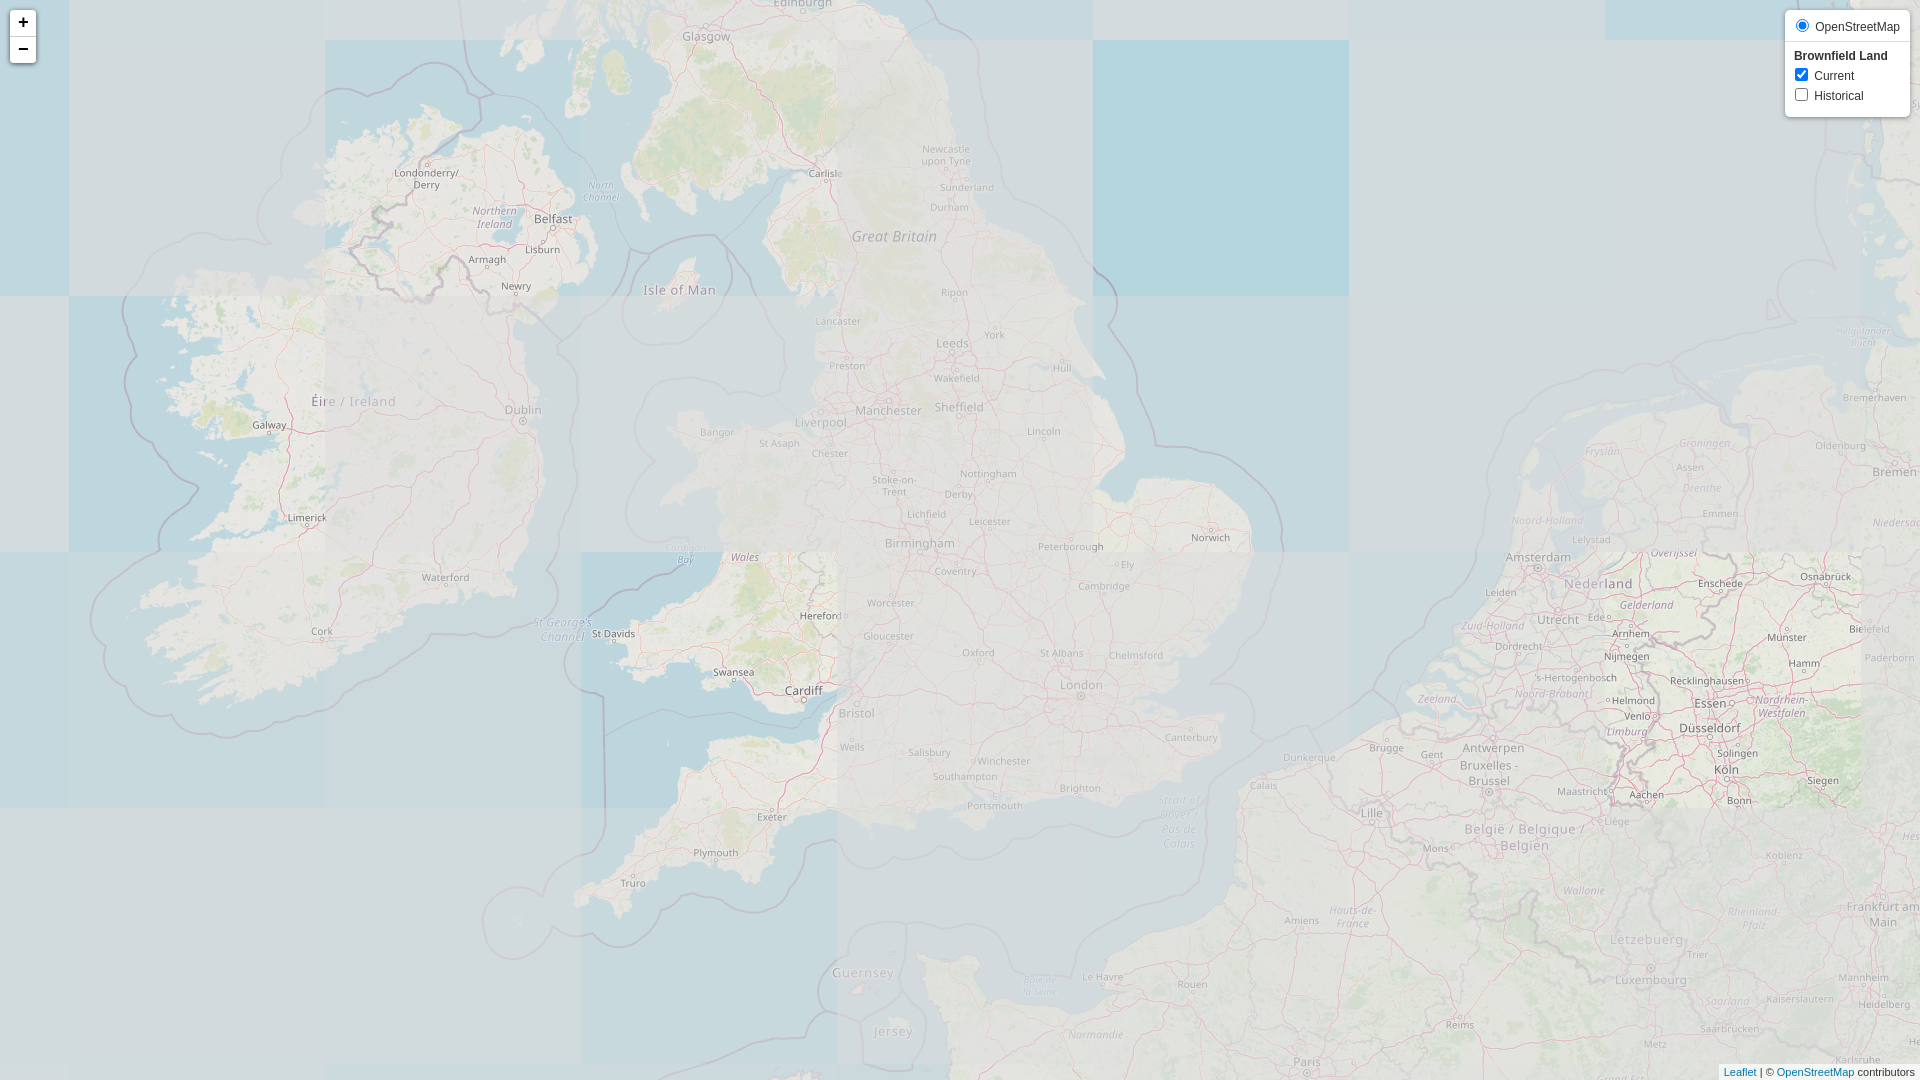 +
−
OpenStreetMap
Brownfield Land
Current
Historical
Edinburgh
Glasgow
Newcastle
upon Tyne
Sunderland
Durham
Carlisle
Londonderry/
Derry
North
Channel
Northern
Ireland
Belfast
Lisburn
Armagh
Newry
Great Britain
Isle of Man
Ripon
Lancaster
York
Leeds
Preston
Wakefield
Hull
Helgoländer
Bucht
Éire / Ireland
Dublin
Galway
Manchester
Sheffield
Liverpool
Bangor
St Asaph
Chester
Lincoln
Bremerhaven
Groningen
Oldenburg
Fryslân
Assen
Bremen
Drenthe
Stoke-on-
Trent
Nottingham
Derby
Limerick
Lichfield
Leicester
Emmen
Noord-Holland
Birmingham
Peterborough
Norwich
Lelystad
Cardigan
Bay
Wales
Amsterdam
Overijssel
Ely
Coventry
Waterford
Cambridge
Nederland
Enschede
Osnabrück
Leiden
Worcester
Hereford
Gelderland
Utrecht
Ede
St George's
Channel
St Davids
Cork
Gloucester
Zuid-Holland
Arnhem
Münster
Bielefeld
Oxford
St Albans
Chelmsford
Dordrecht
Nijmegen
Paderborn
Hamm
Swansea
Cardiff
London
's-Hertogenbosch
Recklinghausen
Noord-Brabant
Zeeland
Helmond
Essen
Nordrhein-
Westfalen
Bristol
Venlo
Düsseldorf
Limburg
Canterbury
Wells
Salisbury
Winchester
Brugge
Gent
Antwerpen
Solingen
Dunkerque
Bruxelles -
Brussel
Köln
Southampton
Siegen
Calais
Brighton
Maastricht
Aachen
Bonn
Portsmouth
Strait of
Dover /
Pas de
Calais
Exeter
Lille
Liège
België / Belgique /
Belgien
Plymouth
Mons
Koblenz
Truro
Wallonie
Hauts-de-
France
Amiens
Rheinland-
Pfalz
Frankfurt am
Main
Lëtzebuerg
Trier
Guernsey
Le Havre
Baie de
la Seine
Rouen
Luxembourg
Mannheim
Saarland
Kaiserslautern
Heidelberg
Jersey
Normandie
Reims
Saarbrücken
Metz
Karlsruhe
Paris
Leaflet | © OpenStreetMap contributors